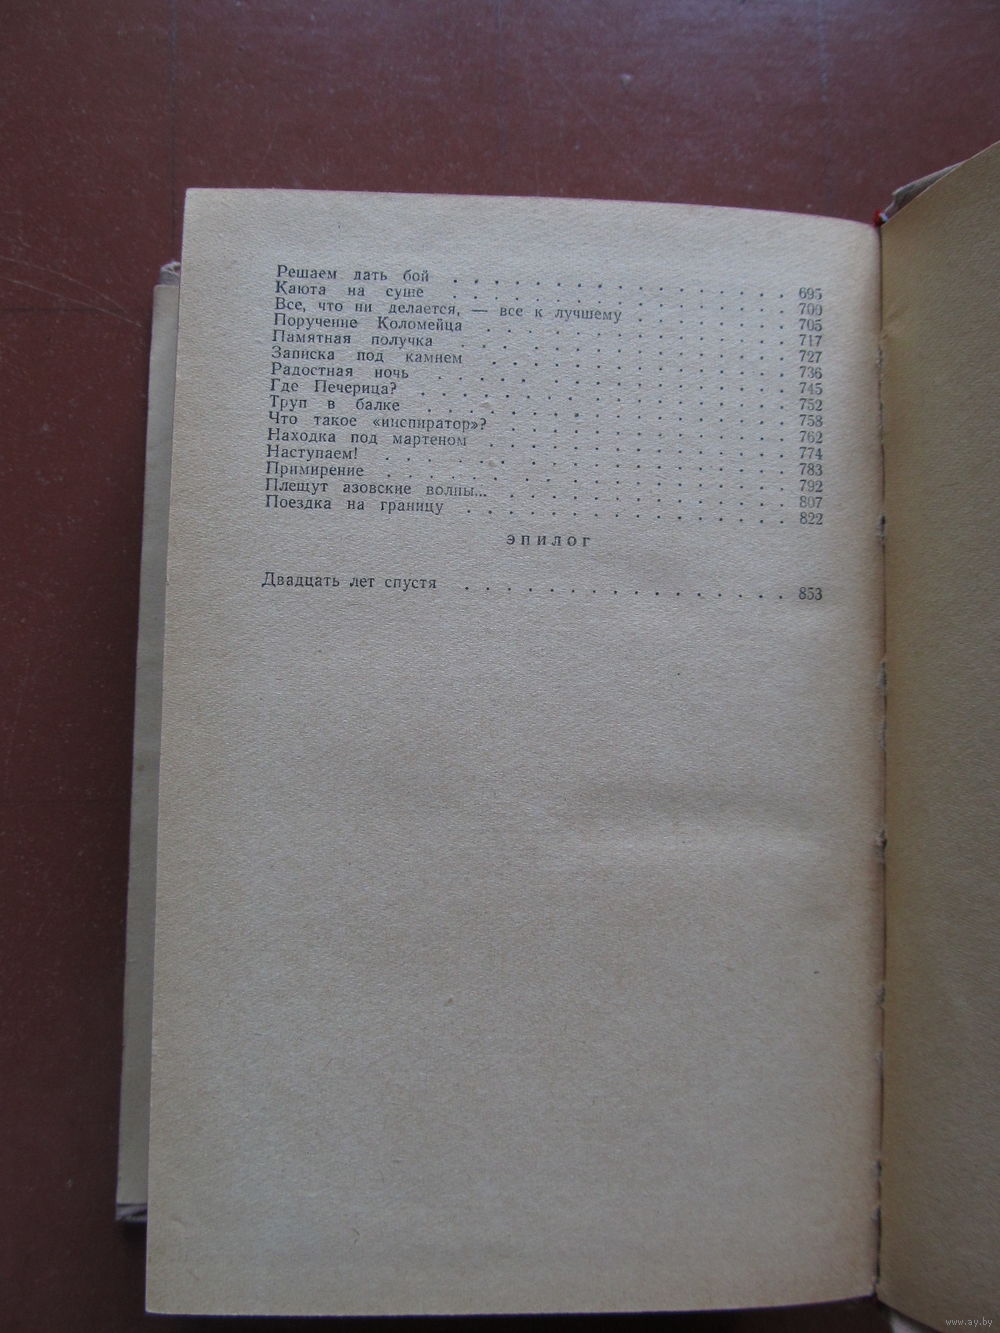 Решаем дать бой . . . . . . . . . . . . . . . . 695
Каюта на суше . . . . . . . . . . . . . . . . 700
Все, что ни делается, — все к лучшему . . . . . . . . 705
Поручение Коломейца . . . . . . . . . . . . . . . 717
Памятная получка . . . . . . . . . . . . . . . . 727
Записка под камнем . . . . . . . . . . . . . . . 736
Радостная ночь . . . . . . . . . . . . . . . . . 745
Где Печерица? . . . . . . . . . . . . . . . . . 752
Труп в балке . . . . . . . . . . . . . . . . . 758
Что такое «инспиратор»? . . . . . . . . . . . . . 762
Находка под мартеном . . . . . . . . . . . . . . 774
Наступаем! . . . . . . . . . . . . . . . . . . 783
Примирение . . . . . . . . . . . . . . . . . . 792
Плещут азовские волны... . . . . . . . . . . . . . 807
Поездка на границу . . . . . . . . . . . . . . . 822
ЭПИЛОГ
Двадцать лет спустя . . . . . . . . . . . . . . . 853
www.ay.by